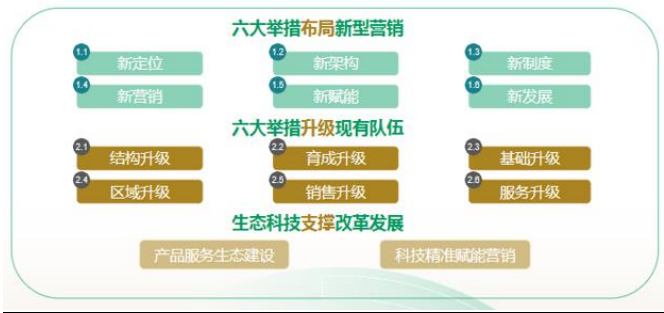 六大举措布局新型营销
1.1 新定位
1.2 新架构
1.3 新制度
1.4 新营销
1.5 新赋能
1.6 新发展
六大举措升级现有队伍
2.1 结构升级
2.2 育成升级
2.3 基础升级
2.4 区域升级
2.5 销售升级
2.6 服务升级
生态科技支撑改革发展
产品服务生态建设
科技精准赋能营销